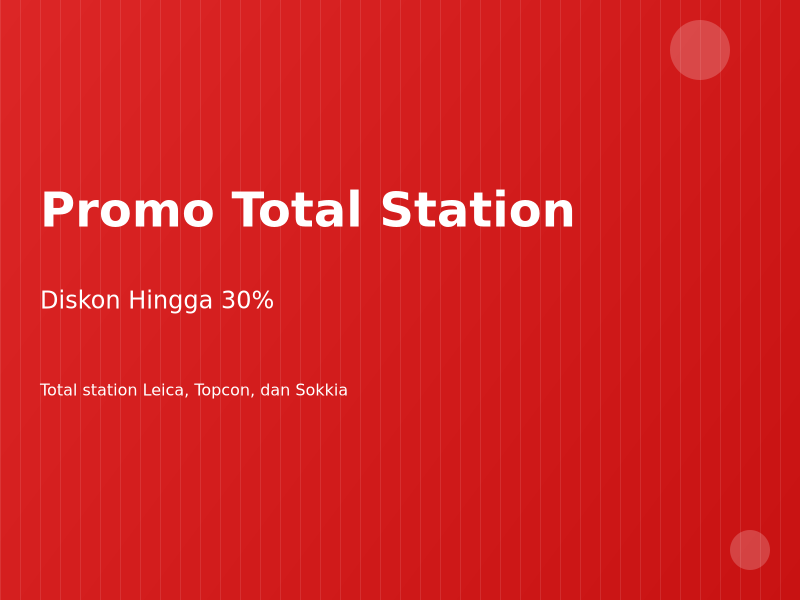 Promo Total Station
Diskon Hingga 30%
Total station Leica, Topcon, dan Sokkia